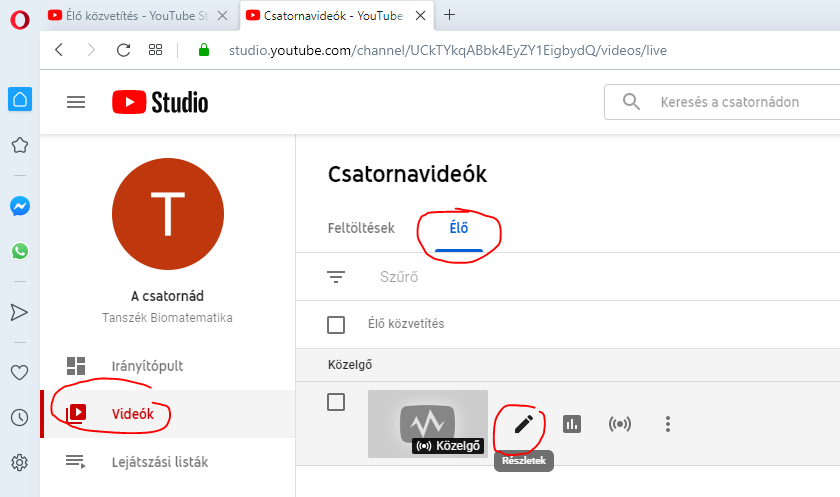 Élő közvetítés - YouTube St
Csatornavideók - YouTube
studio.youtube.com/channel/UCkTYkqABbk4EyZY1EigbydQ/videos/live
Studio
Keresés a csatornádon
T
A csatornád
Tanszék Biomatematika
Irányítópult
Videók
Lejátszási listák
Csatornavideók
Feltöltések
Élő
Szűrő
Élő közvetítés
Közelgő
Közelgő
Részletek